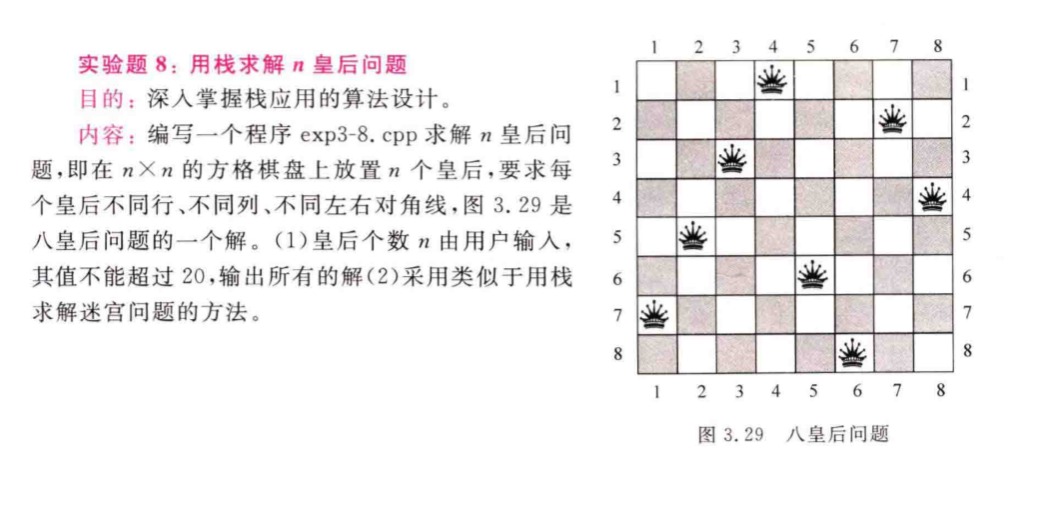 实验题 8：用栈求解 n 皇后问题
目的：深入掌握栈应用的算法设计。
内容：编写一个程序 exp3-8.cpp 求解 n 皇后问
题,即在 n×n 的方格棋盘上放置 n 个皇后,要求每
个皇后不同行、不同列、不同左右对角线,图 3.29 是
八皇后问题的一个解。(1)皇后个数 n 由用户输入,
其值不能超过 20,输出所有的解(2)采用类似于用栈
求解迷宫问题的方法。
1 2 3 4 5 6 7 8
1 1
2 2
3 3
4 4
5 5
6 6
7 7
8 8
1 2 3 4 5 6 7 8
图 3.29 八皇后问题